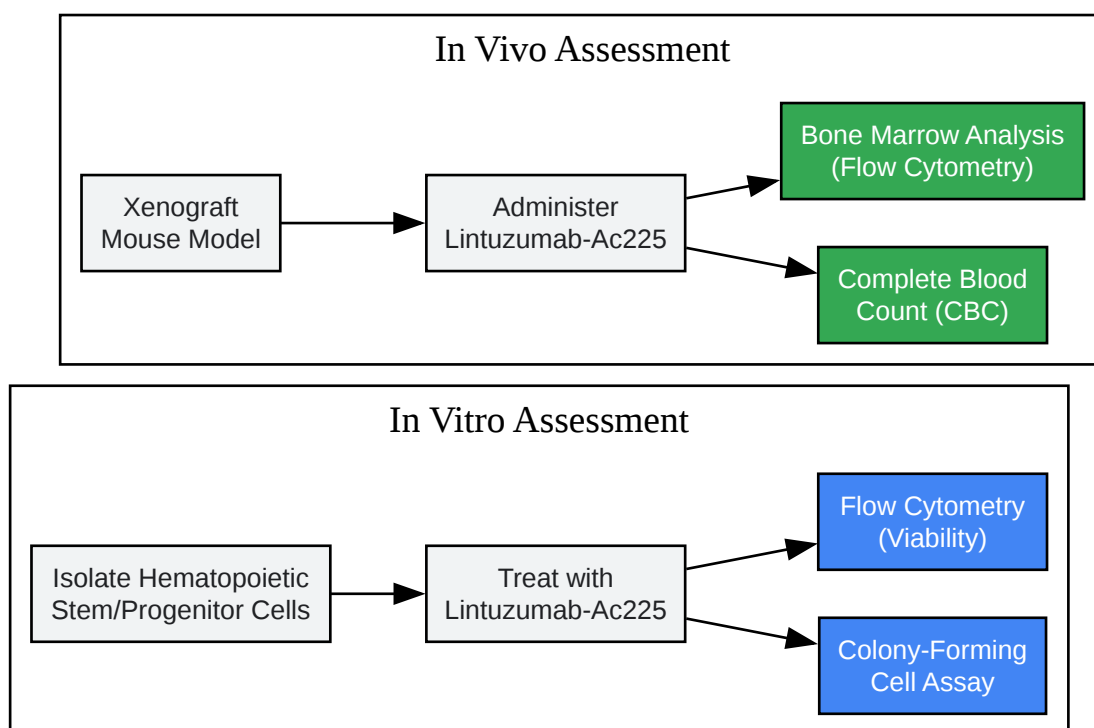 In Vivo Assessment
Xenograft
Mouse Model
Administer
Lintuzumab-Ac225
Bone Marrow Analysis
(Flow Cytometry)
Complete Blood
Count (CBC)
In Vitro Assessment
Isolate Hematopoietic
Stem/Progenitor Cells
Treat with
Lintuzumab-Ac225
Flow Cytometry
(Viability)
Colony-Forming
Cell Assay